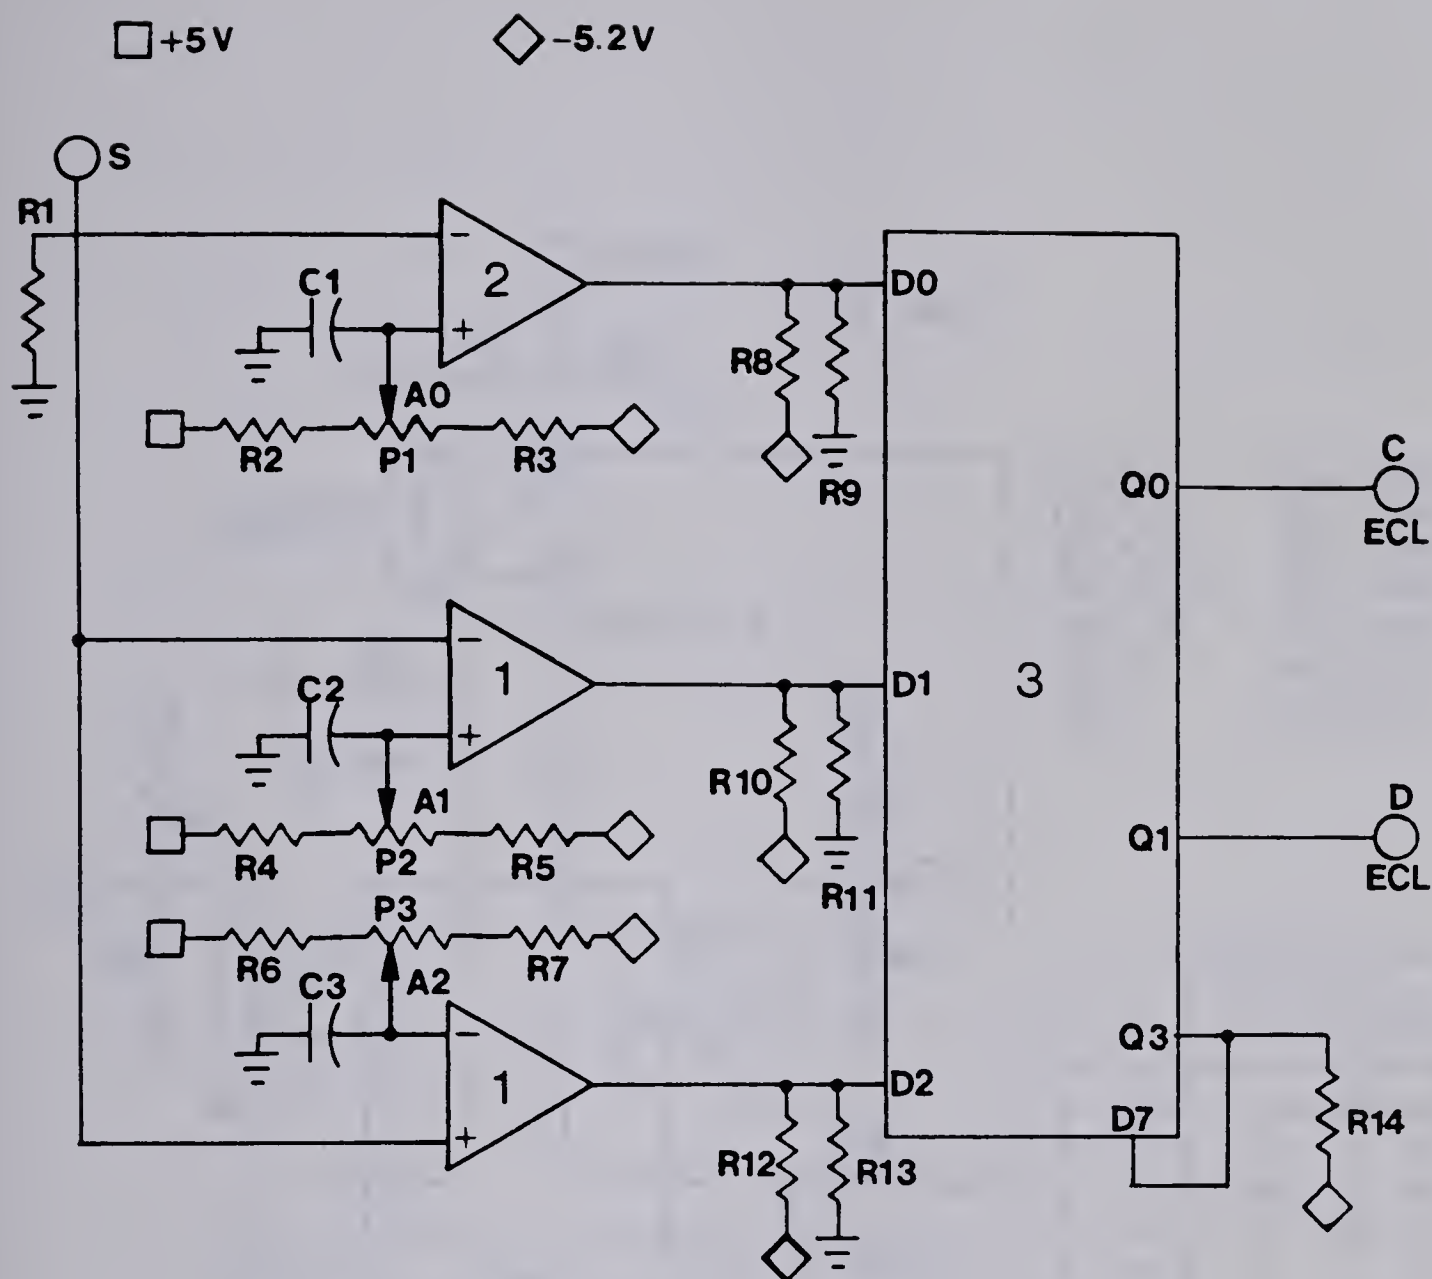 +5V
-5.2V
S
R1
-
2
C1
+
A0
R2
P1
R3
R8
R9
D0
Q0
C
ECL
-
1
C2
+
A1
R4
P2
R5
R10
R11
D1
3
Q1
D
ECL
P3
R6
R7
C3
A2
-
1
+
R12
R13
D2
Q3
D7
R14